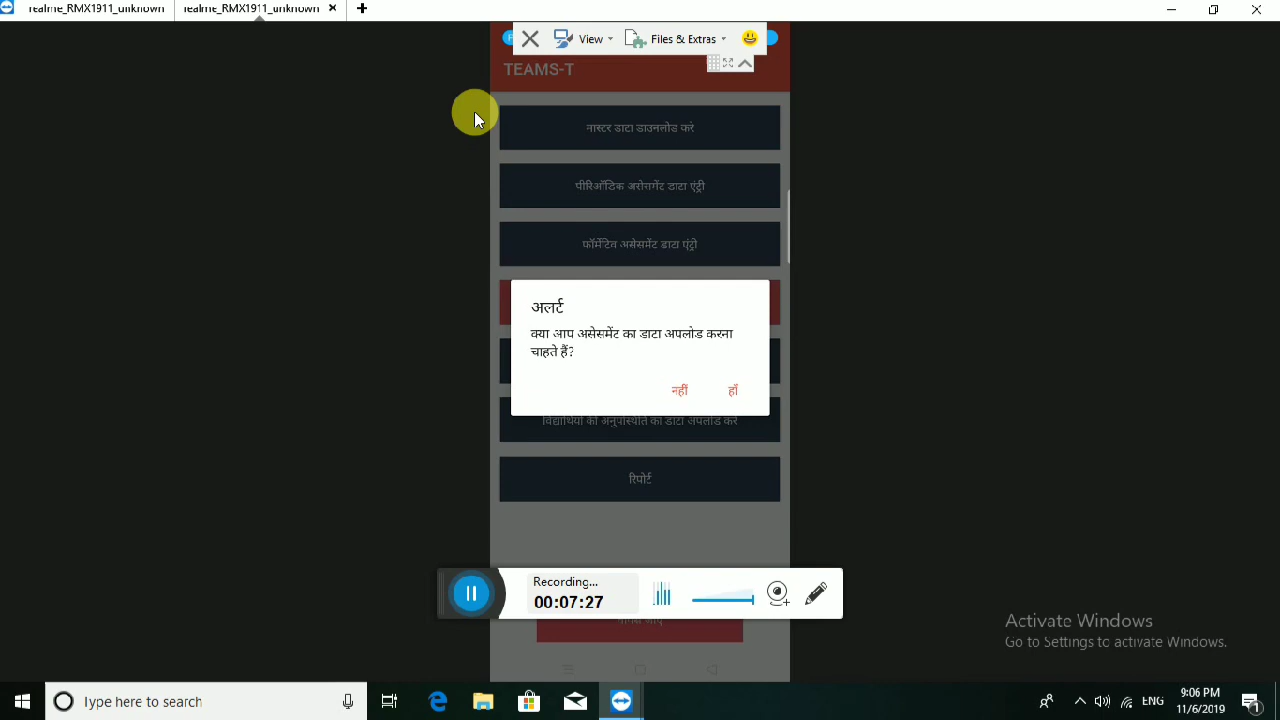 realme_RMX1911_unknown
realme_RMX1911_unknown
View
Files & Extras
TEAMS-T
नास्टर डाटा डाउनलोड करे
पीरिऑडिक असेसमेंट डाटा एंट्री
फॉर्मेटिव असेसमेंट डाटा एंट्री
अलर्ट
क्या आप असेसमेंट का डाटा अपलोड करना
चाहते हैं?
नहीं हाँ
विद्यार्थियों की अनुपस्थिति का डाटा अपलोड करे
रिपोर्ट
Recording...
00:07:27
Activate Windows
Go to Settings to activate Windows.
Type here to search
ENG
9:06 PM
11/6/2019
1